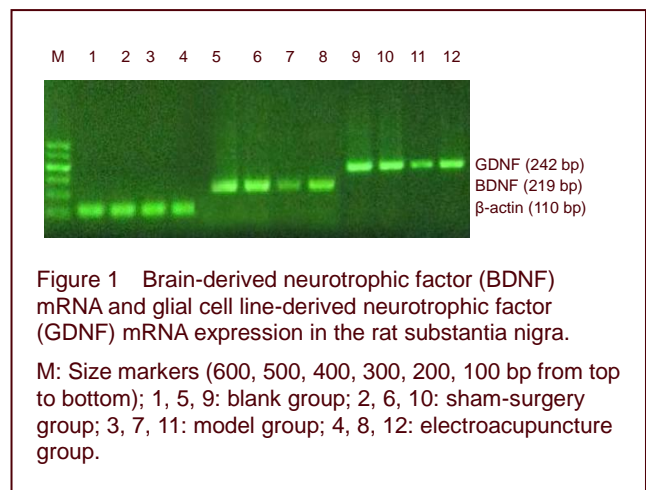 M 1 2 3 4 5 6 7 8 9 10 11 12
GDNF (242 bp)
BDNF (219 bp)
β-actin (110 bp)
Figure 1 Brain-derived neurotrophic factor (BDNF)
mRNA and glial cell line-derived neurotrophic factor
(GDNF) mRNA expression in the rat substantia nigra.
M: Size markers (600, 500, 400, 300, 200, 100 bp from top
to bottom); 1, 5, 9: blank group; 2, 6, 10: sham-surgery
group; 3, 7, 11: model group; 4, 8, 12: electroacupuncture
group.